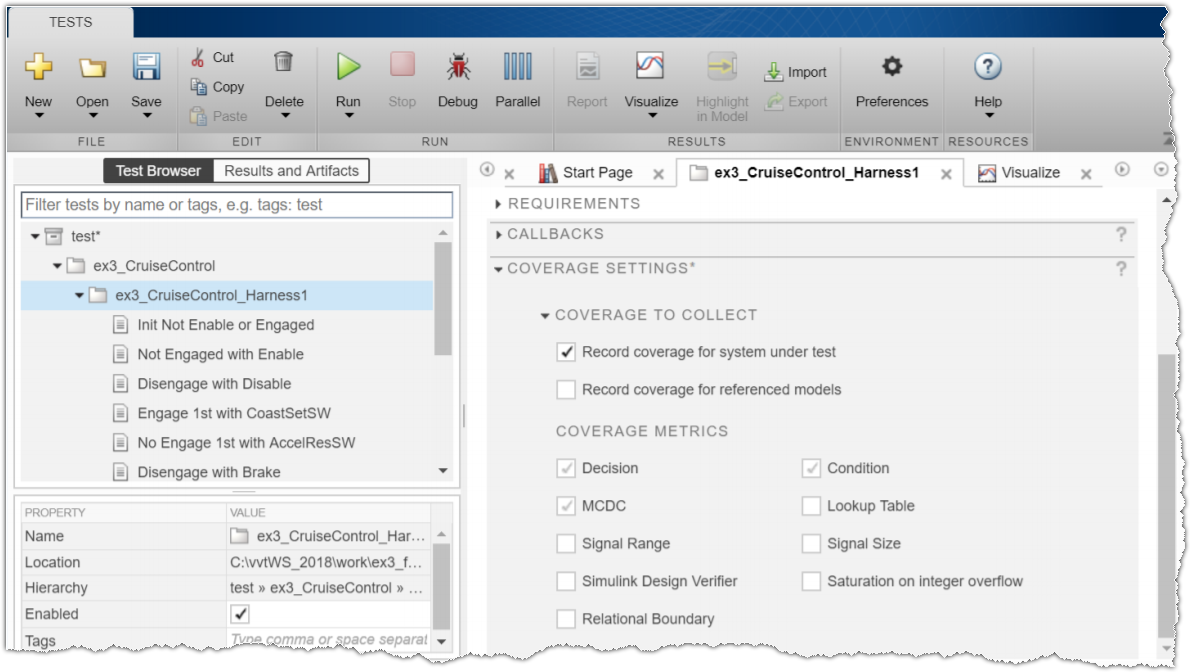 TESTS
New Open Save Cut Copy Paste Delete Run Stop Debug Parallel Report Visualize Highlight in Model Import Export Preferences Help
FILE EDIT RUN RESULTS ENVIRONMENT RESOURCES
Test Browser Results and Artifacts
Filter tests by name or tags, e.g. tags: test
test*
ex3_CruiseControl
ex3_CruiseControl_Harness1
Init Not Enable or Engaged
Not Engaged with Enable
Disengage with Disable
Engage 1st with CoastSetSW
No Engage 1st with AccelResSW
Disengage with Brake
PROPERTY VALUE
Name ex3_CruiseControl_Har...
Location C:\vvtWS_2018\work\ex3_f...
Hierarchy test » ex3_CruiseControl » ...
Enabled
Tags Type comma or space separat
Start Page ex3_CruiseControl_Harness1 Visualize
REQUIREMENTS
CALLBACKS ?
COVERAGE SETTINGS* ?
COVERAGE TO COLLECT
Record coverage for system under test
Record coverage for referenced models
COVERAGE METRICS
Decision Condition
MCDC Lookup Table
Signal Range Signal Size
Simulink Design Verifier Saturation on integer overflow
Relational Boundary